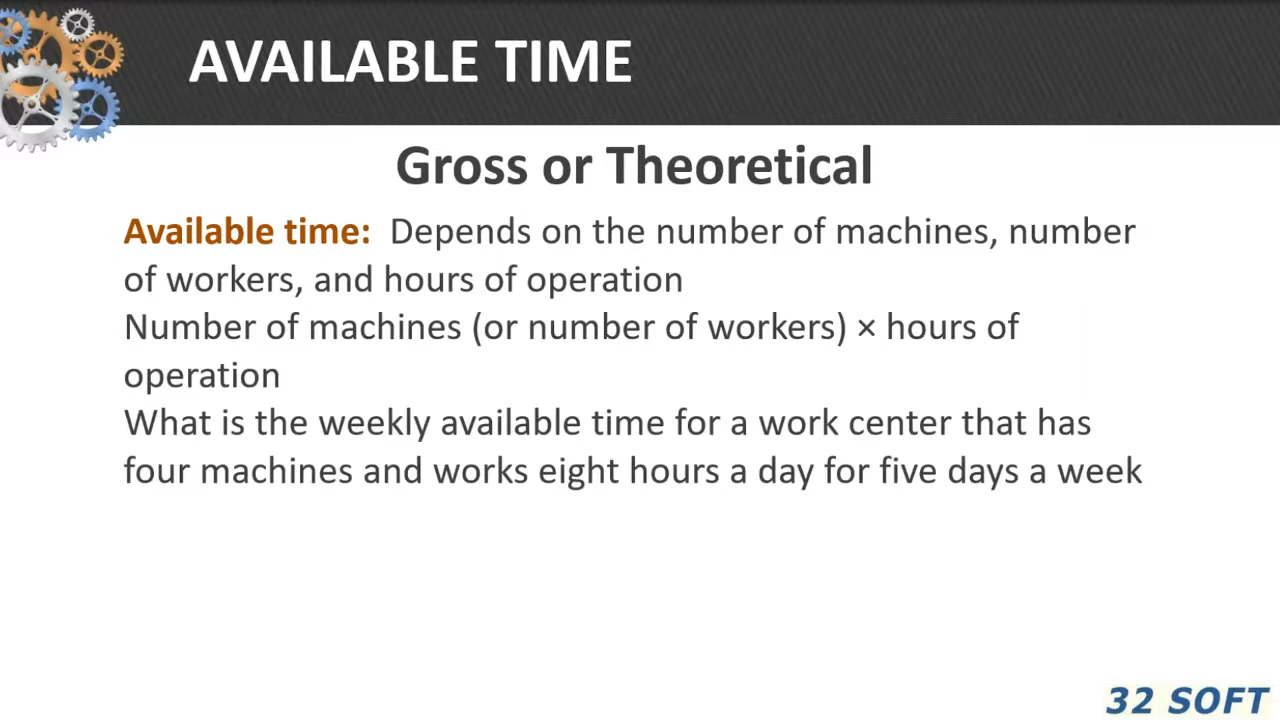 AVAILABLE TIME
Gross or Theoretical
Available time: Depends on the number of machines, number
of workers, and hours of operation
Number of machines (or number of workers) × hours of
operation
What is the weekly available time for a work center that has
four machines and works eight hours a day for five days a week
32 SOFT